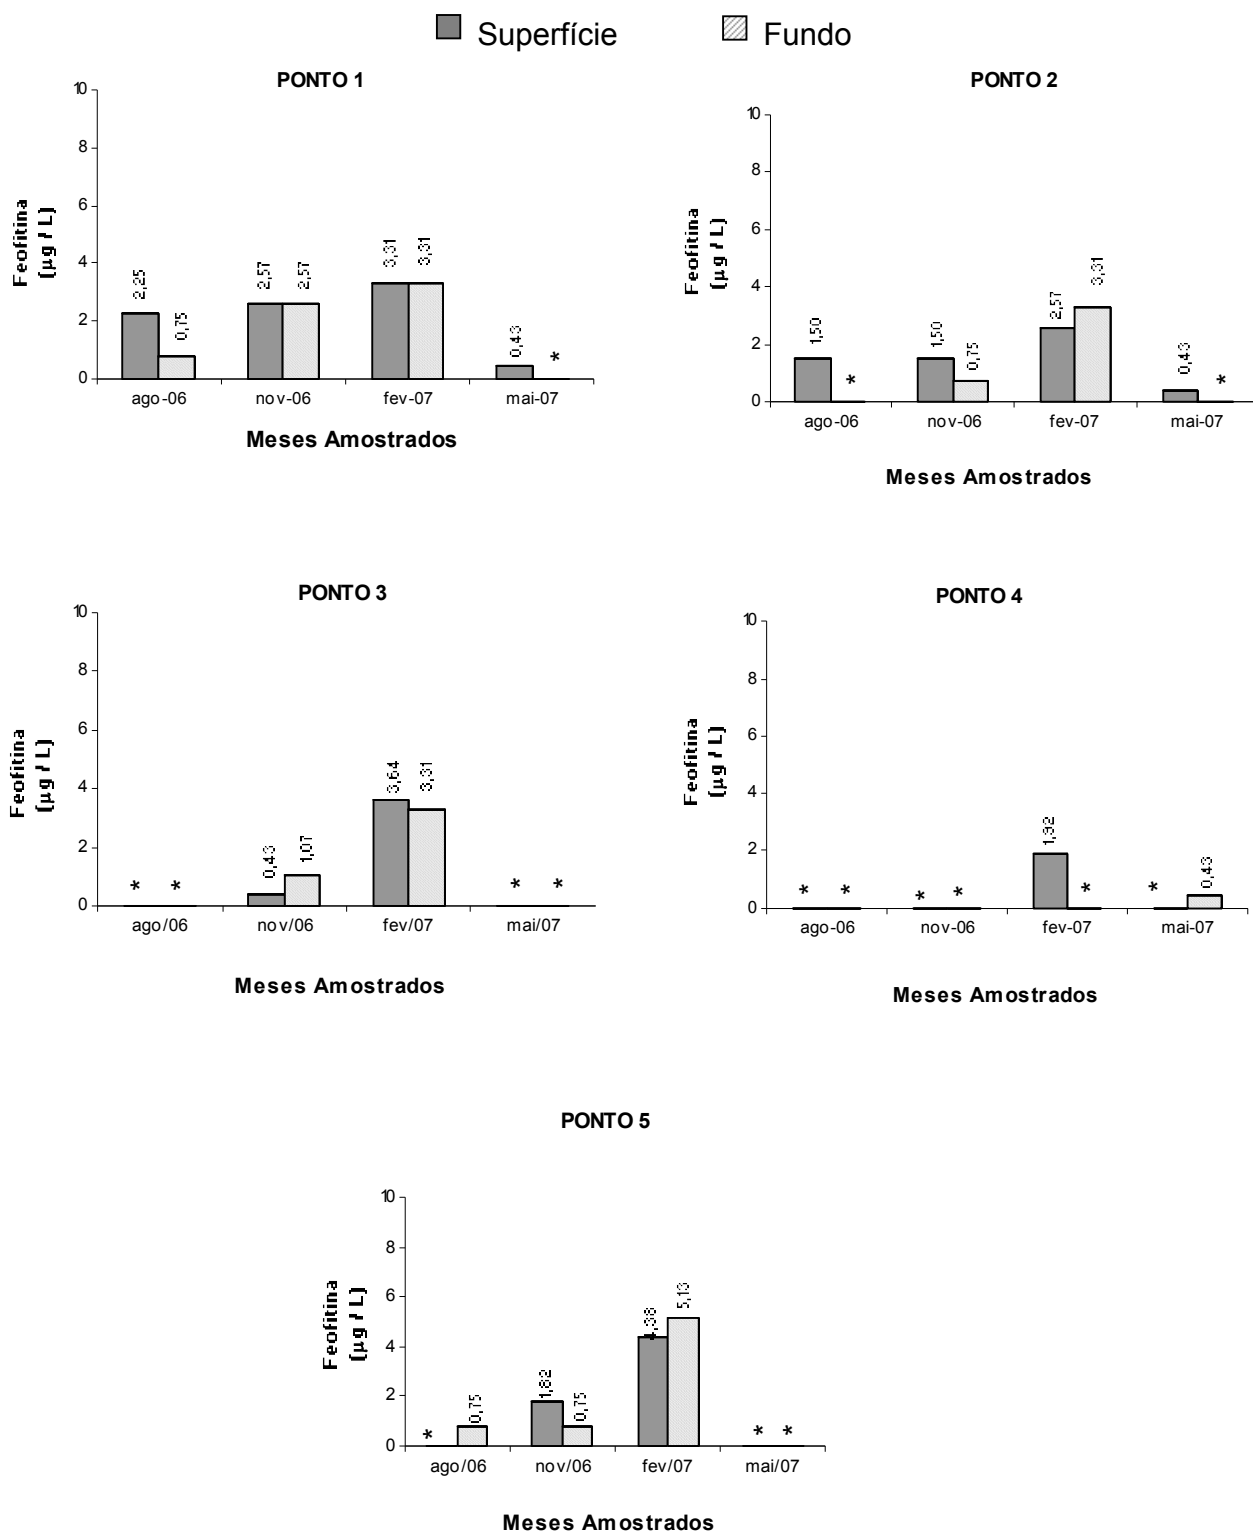 Superfície Fundo
PONTO 1
Feofitina
(µg / L)
10
8
6
4
2
0
2,25
0,75
2,57
2,57
3,31
3,31
0,43
*
ago-06 nov-06 fev-07 mai-07
Meses Amostrados
PONTO 2
Feofitina
(µg / L)
10
8
6
4
2
0
1,50
*
1,50
0,75
2,57
3,31
0,43
*
ago-06 nov-06 fev-07 mai-07
Meses Amostrados
PONTO 3
Feofitina
(µg / L)
10
8
6
4
2
0
*
*
0,43
1,07
3,64
3,31
*
*
ago/06 nov/06 fev/07 mai/07
Meses Amostrados
PONTO 4
Feofitina
(µg / L)
10
8
6
4
2
0
*
*
*
*
1,92
*
*
0,43
ago-06 nov-06 fev-07 mai-07
Meses Amostrados
PONTO 5
Feofitina
(µg / L)
10
8
6
4
2
0
*
0,75
1,82
0,75
4,38
5,13
*
*
ago/06 nov/06 fev/07 mai/07
Meses Amostrados